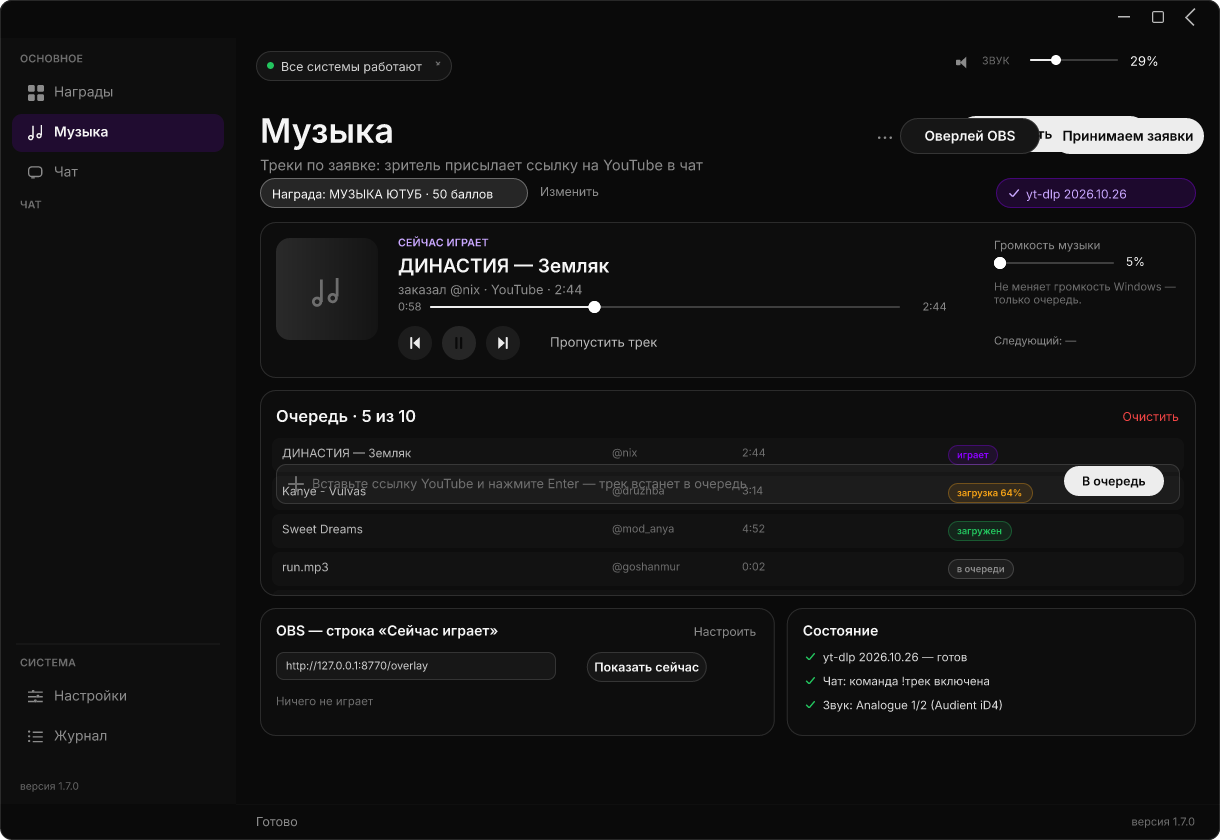 ОСНОВНОЕ
Награды
Музыка
Чат
ЧАТ
СИСТЕМА
Настройки
Журнал
версия 1.7.0
Все системы работают
ЗВУК
29%
Музыка
Треки по заявке: зритель присылает ссылку на YouTube в чат
... Оверлей OBS ть Принимаем заявки
Награда: МУЗЫКА ЮТУБ · 50 баллов
Изменить
yt-dlp 2026.10.26
СЕЙЧАС ИГРАЕТ
ДИНАСТИЯ — Земляк
заказал @nix · YouTube · 2:44
0:58
2:44
Пропустить трек
Громкость музыки
5%
Не меняет громкость Windows —
только очередь.
Следующий: —
Очередь · 5 из 10
Очистить
ДИНАСТИЯ — Земляк @nix 2:44 играет
Вставьте ссылку YouTube и нажмите Enter — трек встанет в очередь
В очередь
Kanye - Vulvas @druzhba 3:14 загрузка 64%
Sweet Dreams @mod_anya 4:52 загружен
run.mp3 @goshanmur 0:02 в очереди
OBS — строка «Сейчас играет»
Настроить
http://127.0.0.1:8770/overlay
Показать сейчас
Ничего не играет
Состояние
yt-dlp 2026.10.26 — готов
Чат: команда !трек включена
Звук: Analogue 1/2 (Audient iD4)
Готово
версия 1.7.0